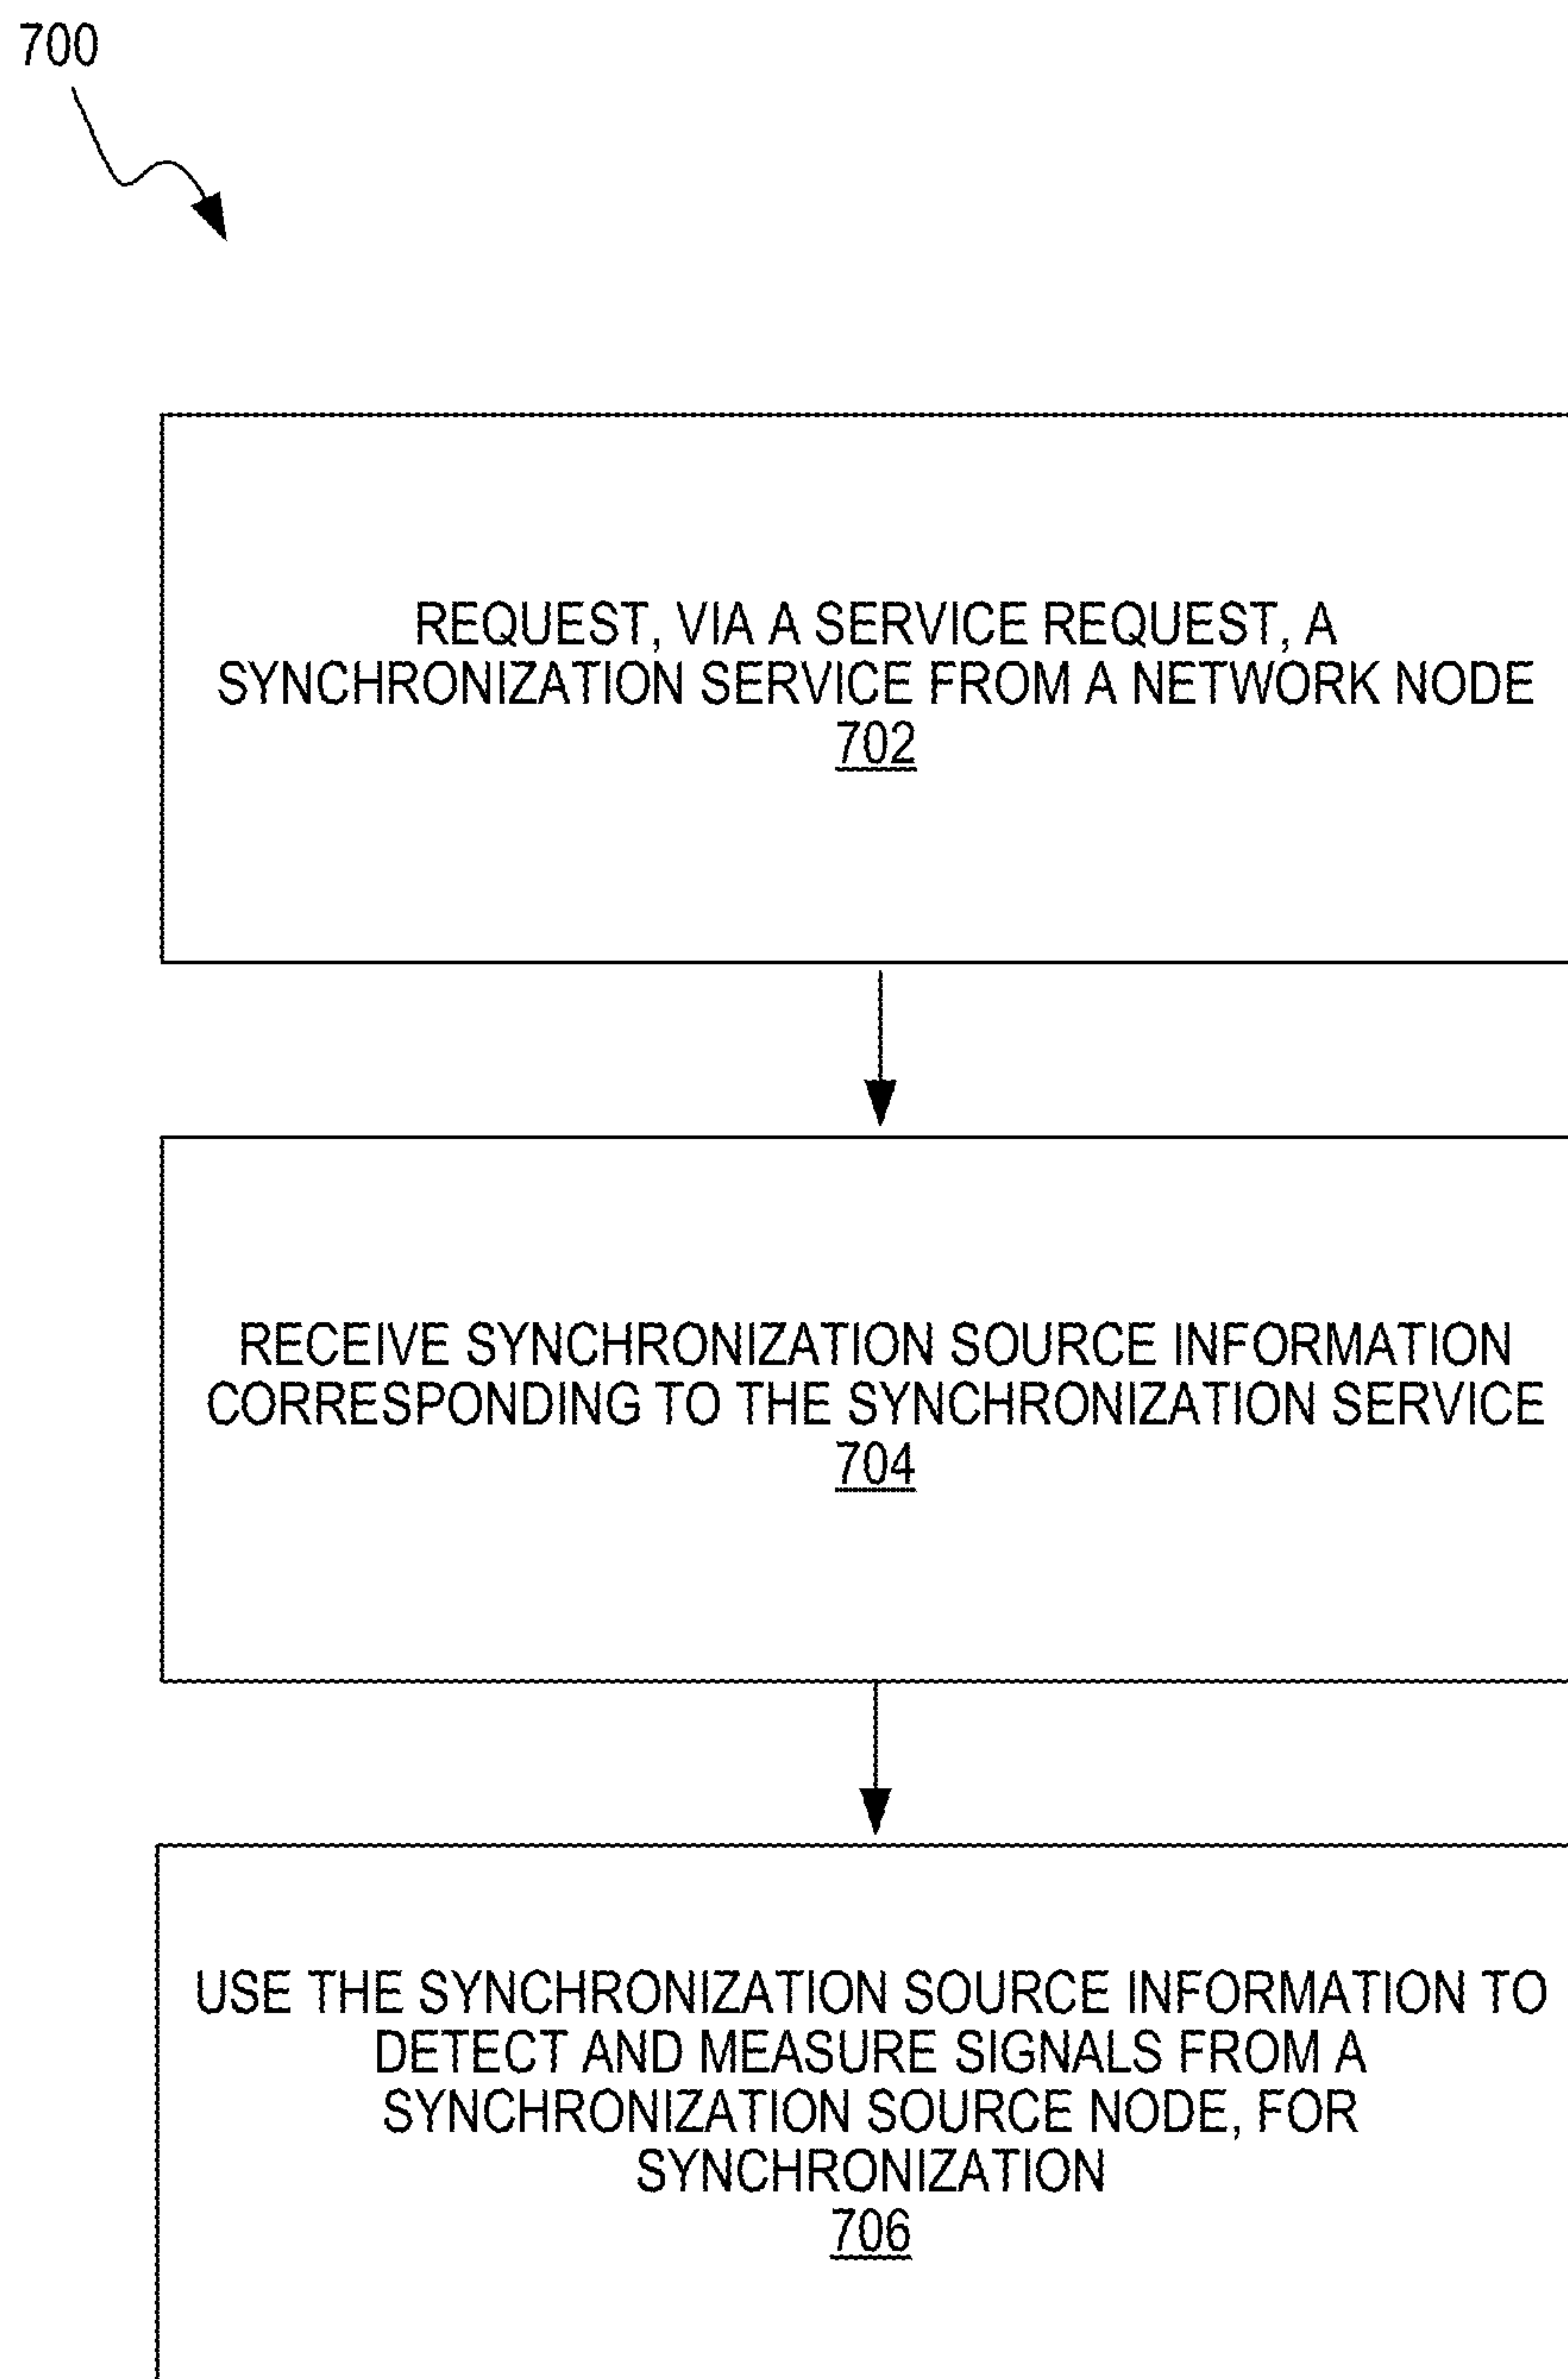 700
REQUEST, VIA A SERVICE REQUEST, A
SYNCHRONIZATION SERVICE FROM A NETWORK NODE
702
RECEIVE SYNCHRONIZATION SOURCE INFORMATION
CORRESPONDING TO THE SYNCHRONIZATION SERVICE
704
USE THE SYNCHRONIZATION SOURCE INFORMATION TO
DETECT AND MEASURE SIGNALS FROM A
SYNCHRONIZATION SOURCE NODE, FOR
SYNCHRONIZATION
706